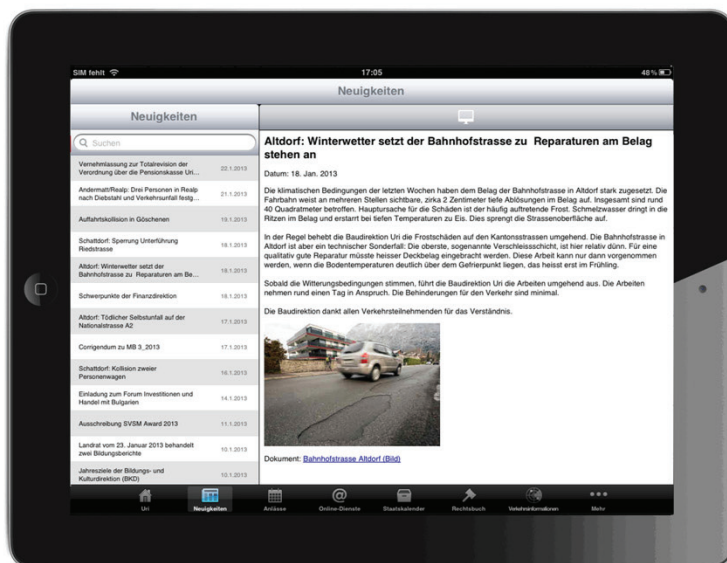 SIM fehlt 17:05 48 %
Neuigkeiten
Neuigkeiten
Suchen
Vernehmlassung zur Totalrevision der
Verordnung über die Pensionskasse Uri... 22.1.2013
Andermatt/Realp: Drei Personen in Realp
nach Diebstahl und Verkehrsunfall festg... 21.1.2013
Auffahrtskollision in Göschenen 19.1.2013
Schattdorf: Sperrung Unterführung
Riedstrasse 18.1.2013
Altdorf: Winterwetter setzt der
Bahnhofstrasse zu Reparaturen am Be... 18.1.2013
Schwerpunkte der Finanzdirektion 18.1.2013
Altdorf: Tödlicher Selbstunfall auf der
Nationalstrasse A2 17.1.2013
Corrigendum zu MB 3_2013 17.1.2013
Schattdorf: Kollision zweier
Personenwagen 16.1.2013
Einladung zum Forum Investitionen und
Handel mit Bulgarien 14.1.2013
Ausschreibung SVSM Award 2013 11.1.2013
Landrat vom 23. Januar 2013 behandelt
zwei Bildungsberichte 10.1.2013
Jahresziele der Bildungs- und
Kulturdirektion (BKD) 10.1.2013
Altdorf: Winterwetter setzt der Bahnhofstrasse zu Reparaturen am Belag
stehen an
Datum: 18. Jan. 2013
Die klimatischen Bedingungen der letzten Wochen haben dem Belag der Bahnhofstrasse in Altdorf stark zugesetzt. Die
Fahrbahn weist an mehreren Stellen sichtbare, zirka 2 Zentimeter tiefe Ablösungen im Belag auf. Insgesamt sind rund
40 Quadratmeter betroffen. Hauptursache für die Schäden ist der häufig auftretende Frost. Schmelzwasser dringt in die
Ritzen im Belag und erstarrt bei tiefen Temperaturen zu Eis. Dies sprengt die Strassenoberfläche auf.
In der Regel behebt die Baudirektion Uri die Frostschäden auf den Kantonsstrassen umgehend. Die Bahnhofstrasse in
Altdorf ist aber ein technischer Sonderfall: Die oberste, sogenannte Verschleissschicht, ist hier relativ dünn. Für eine
qualitativ gute Reparatur müsste heisser Deckbelag eingebracht werden. Diese Arbeit kann nur dann vorgenommen
werden, wenn die Bodentemperaturen deutlich über dem Gefrierpunkt liegen, das heisst erst im Frühling.
Sobald die Witterungsbedingungen stimmen, führt die Baudirektion Uri die Arbeiten umgehend aus. Die Arbeiten
nehmen rund einen Tag in Anspruch. Die Behinderungen für den Verkehr sind minimal.
Die Baudirektion dankt allen Verkehrsteilnehmenden für das Verständnis.
Dokument: Bahnhofstrasse Altdorf (Bild)
Uri Neuigkeiten Anlässe Online-Dienste Staatskalender Rechtsbuch Verkehrsinformationen Mehr